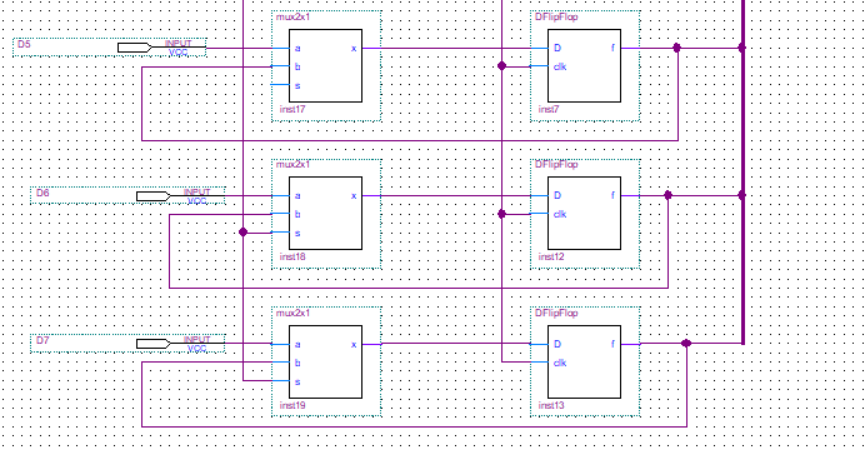 mux2x1
DFlipFlop
D5
INPUT
VCC
a
x
D
f
b
clk
s
inst17
inst7
mux2x1
DFlipFlop
D6
INPUT
VCC
a
x
D
f
b
clk
s
inst18
inst12
mux2x1
DFlipFlop
D7
INPUT
VCC
a
x
D
f
b
clk
s
inst19
inst13